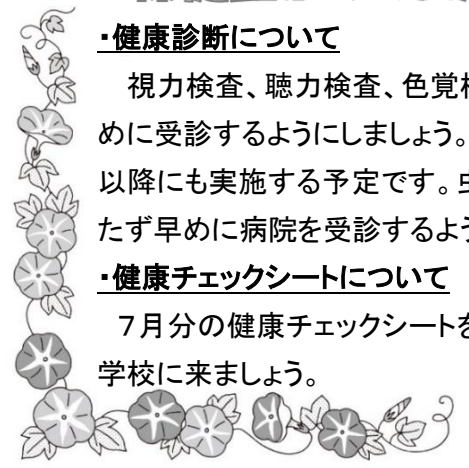 ・健康診断について
視力検査、聴力検査、色覚検
めに受診するようにしましょう。
以降にも実施する予定です。虫
たず早めに病院を受診するよう
・健康チェックシートについて
7月分の健康チェックシートを
学校に来ましょう。